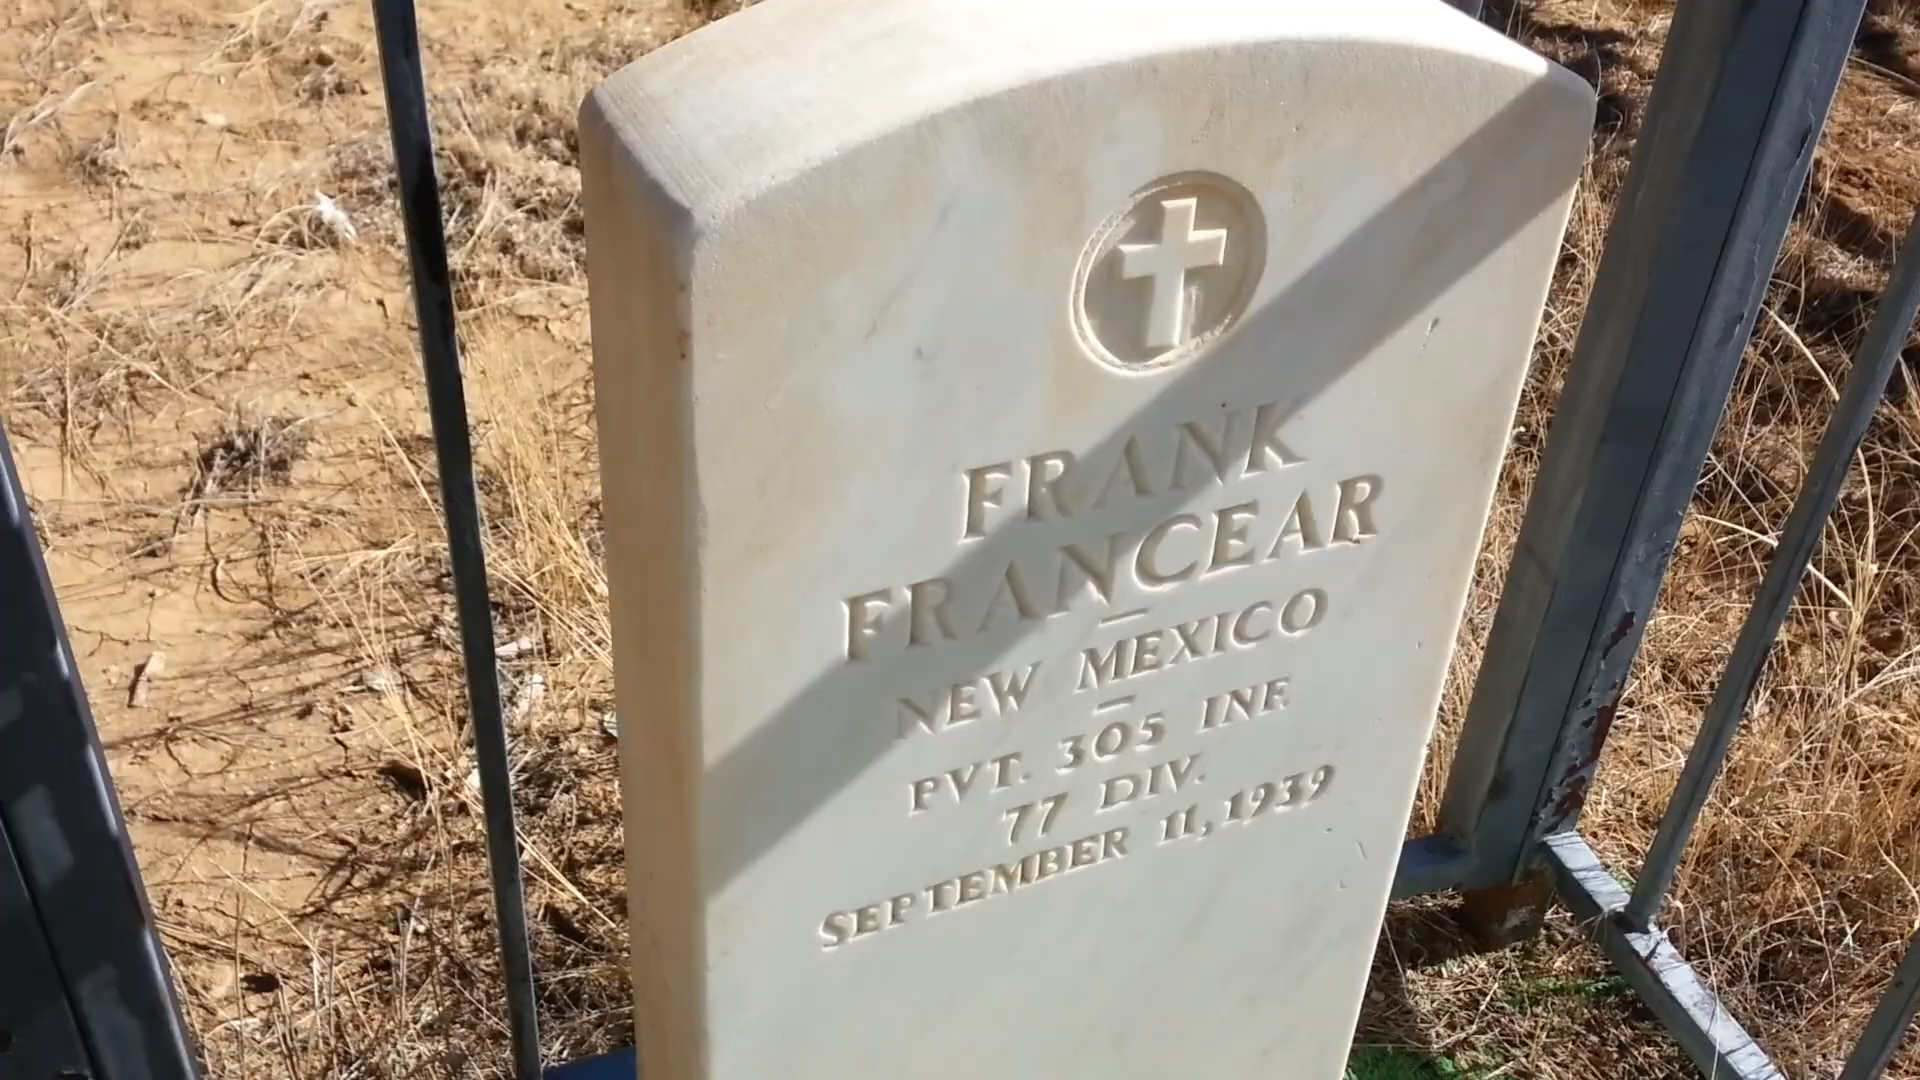 FRANK
FRANCEAR
NEW MEXICO
PVT. 305 INF.
77 DIV.
SEPTEMBER 11, 1939